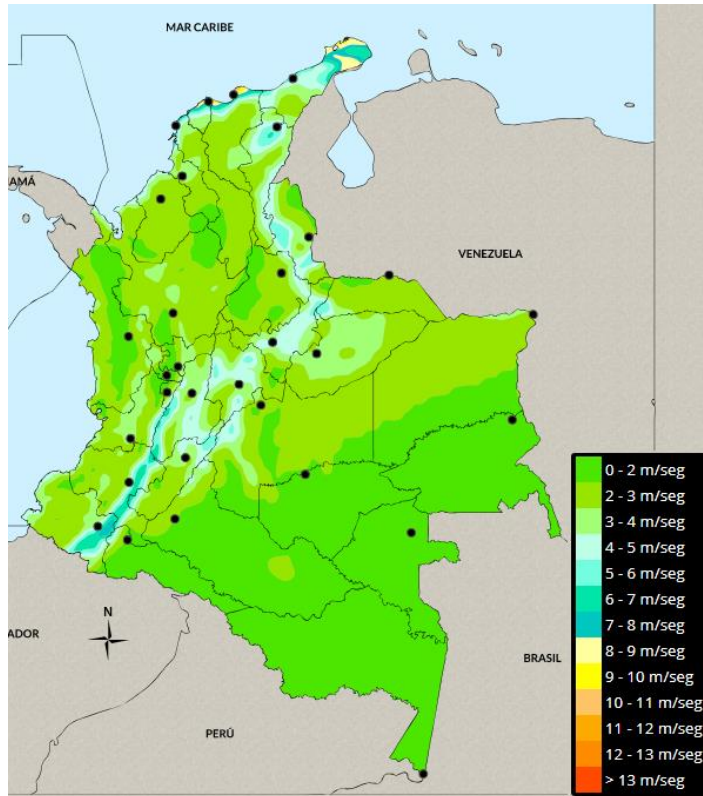 MAR CARIBE
AMÁ
VENEZUELA
N
ADOR
BRASIL
PERÚ
0 - 2 m/seg
2 - 3 m/seg
3 - 4 m/seg
4 - 5 m/seg
5 - 6 m/seg
6 - 7 m/seg
7 - 8 m/seg
8 - 9 m/seg
9 - 10 m/seg
10 - 11 m/seg
11 - 12 m/seg
12 - 13 m/seg
> 13 m/seg